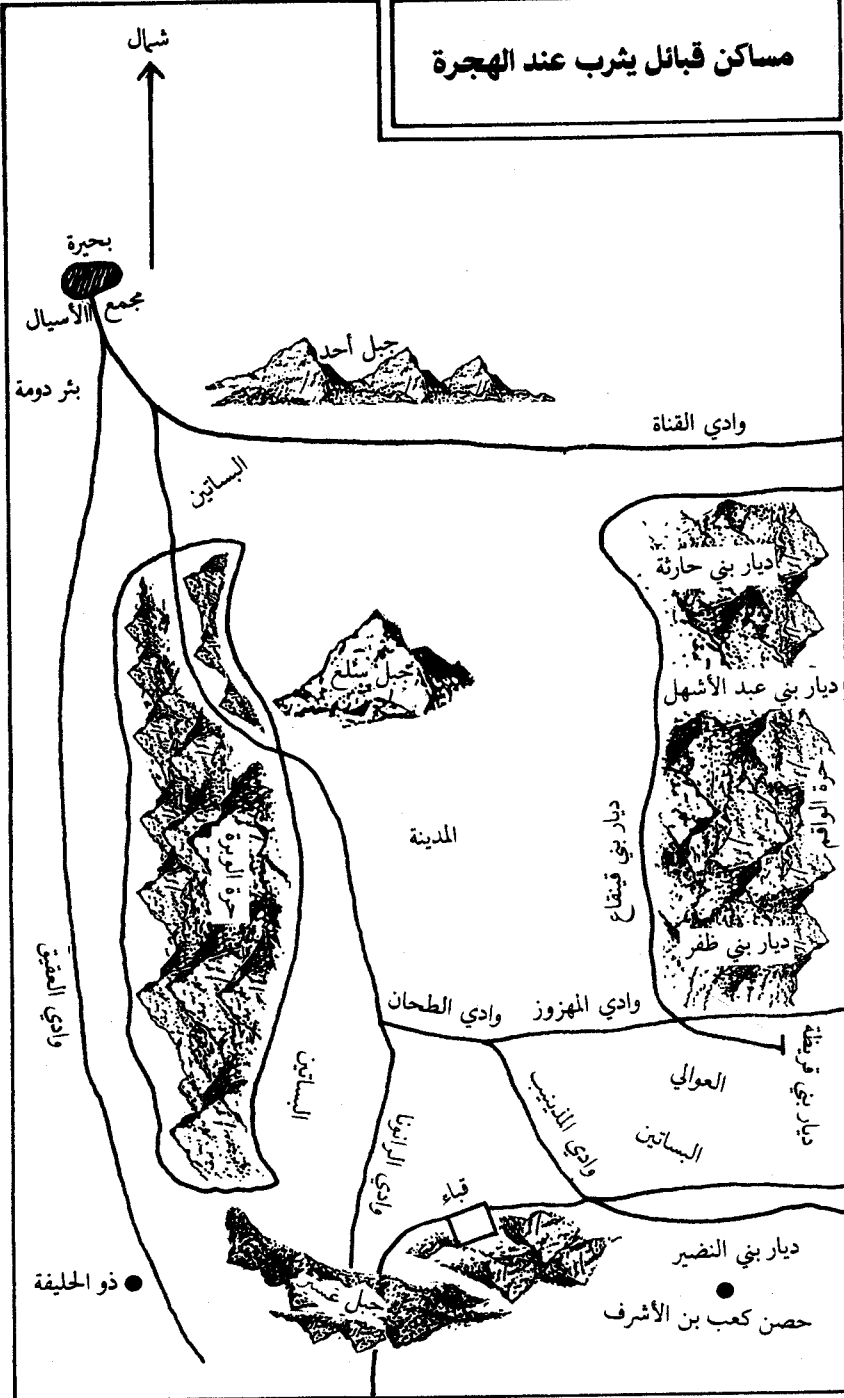 مساكن قبائل يثرب عند الهجرة
شمال
بحيرة
مجمع الأسيال
بئر دومة
جبل أحد
وادي القناة
البساتين
ديار بني حارثة
جبل سلع
ديار بني عبد الأشهل
حرة الواقم
ديار بني قينقاع
المدينة
حرة الوبرة
ديار بني ظفر
وادي العقيق
وادي المهزوز
وادي الطحان
ديار بني قريظة
العوالي
البساتين
البساتين
وادي المذينيب
وادي الرانونا
قباء
ديار بني النضير
ذو الحليفة
جبل عير
حصن كعب بن الأشرف